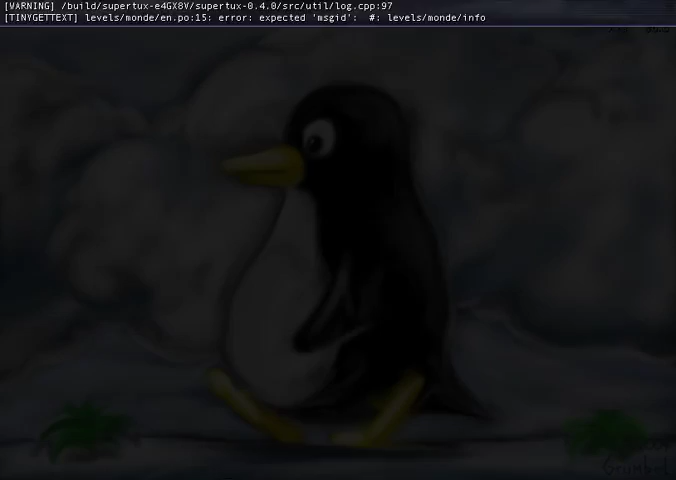 [WARNING] /build/supertux-e4GX8V/supertux-0.4.0/src/util/log.cpp:97
[TINYGETTEXT] levels/monde/en.po:15: error: expected 'msgid':  #: levels/monde/info
Grumbel